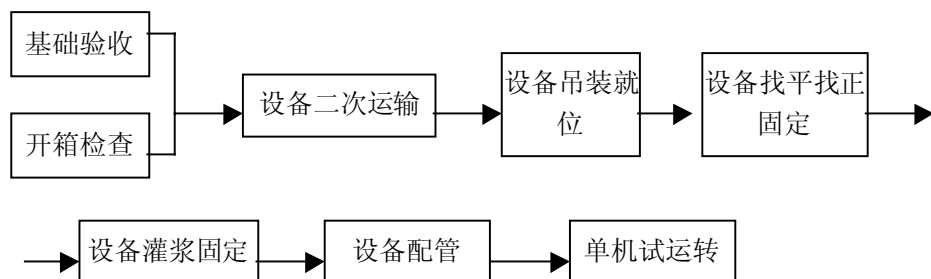 基础验收
开箱检查
设备二次运输
设备吊装就
位
设备找平找正
固定
设备灌浆固定
设备配管
单机试运转